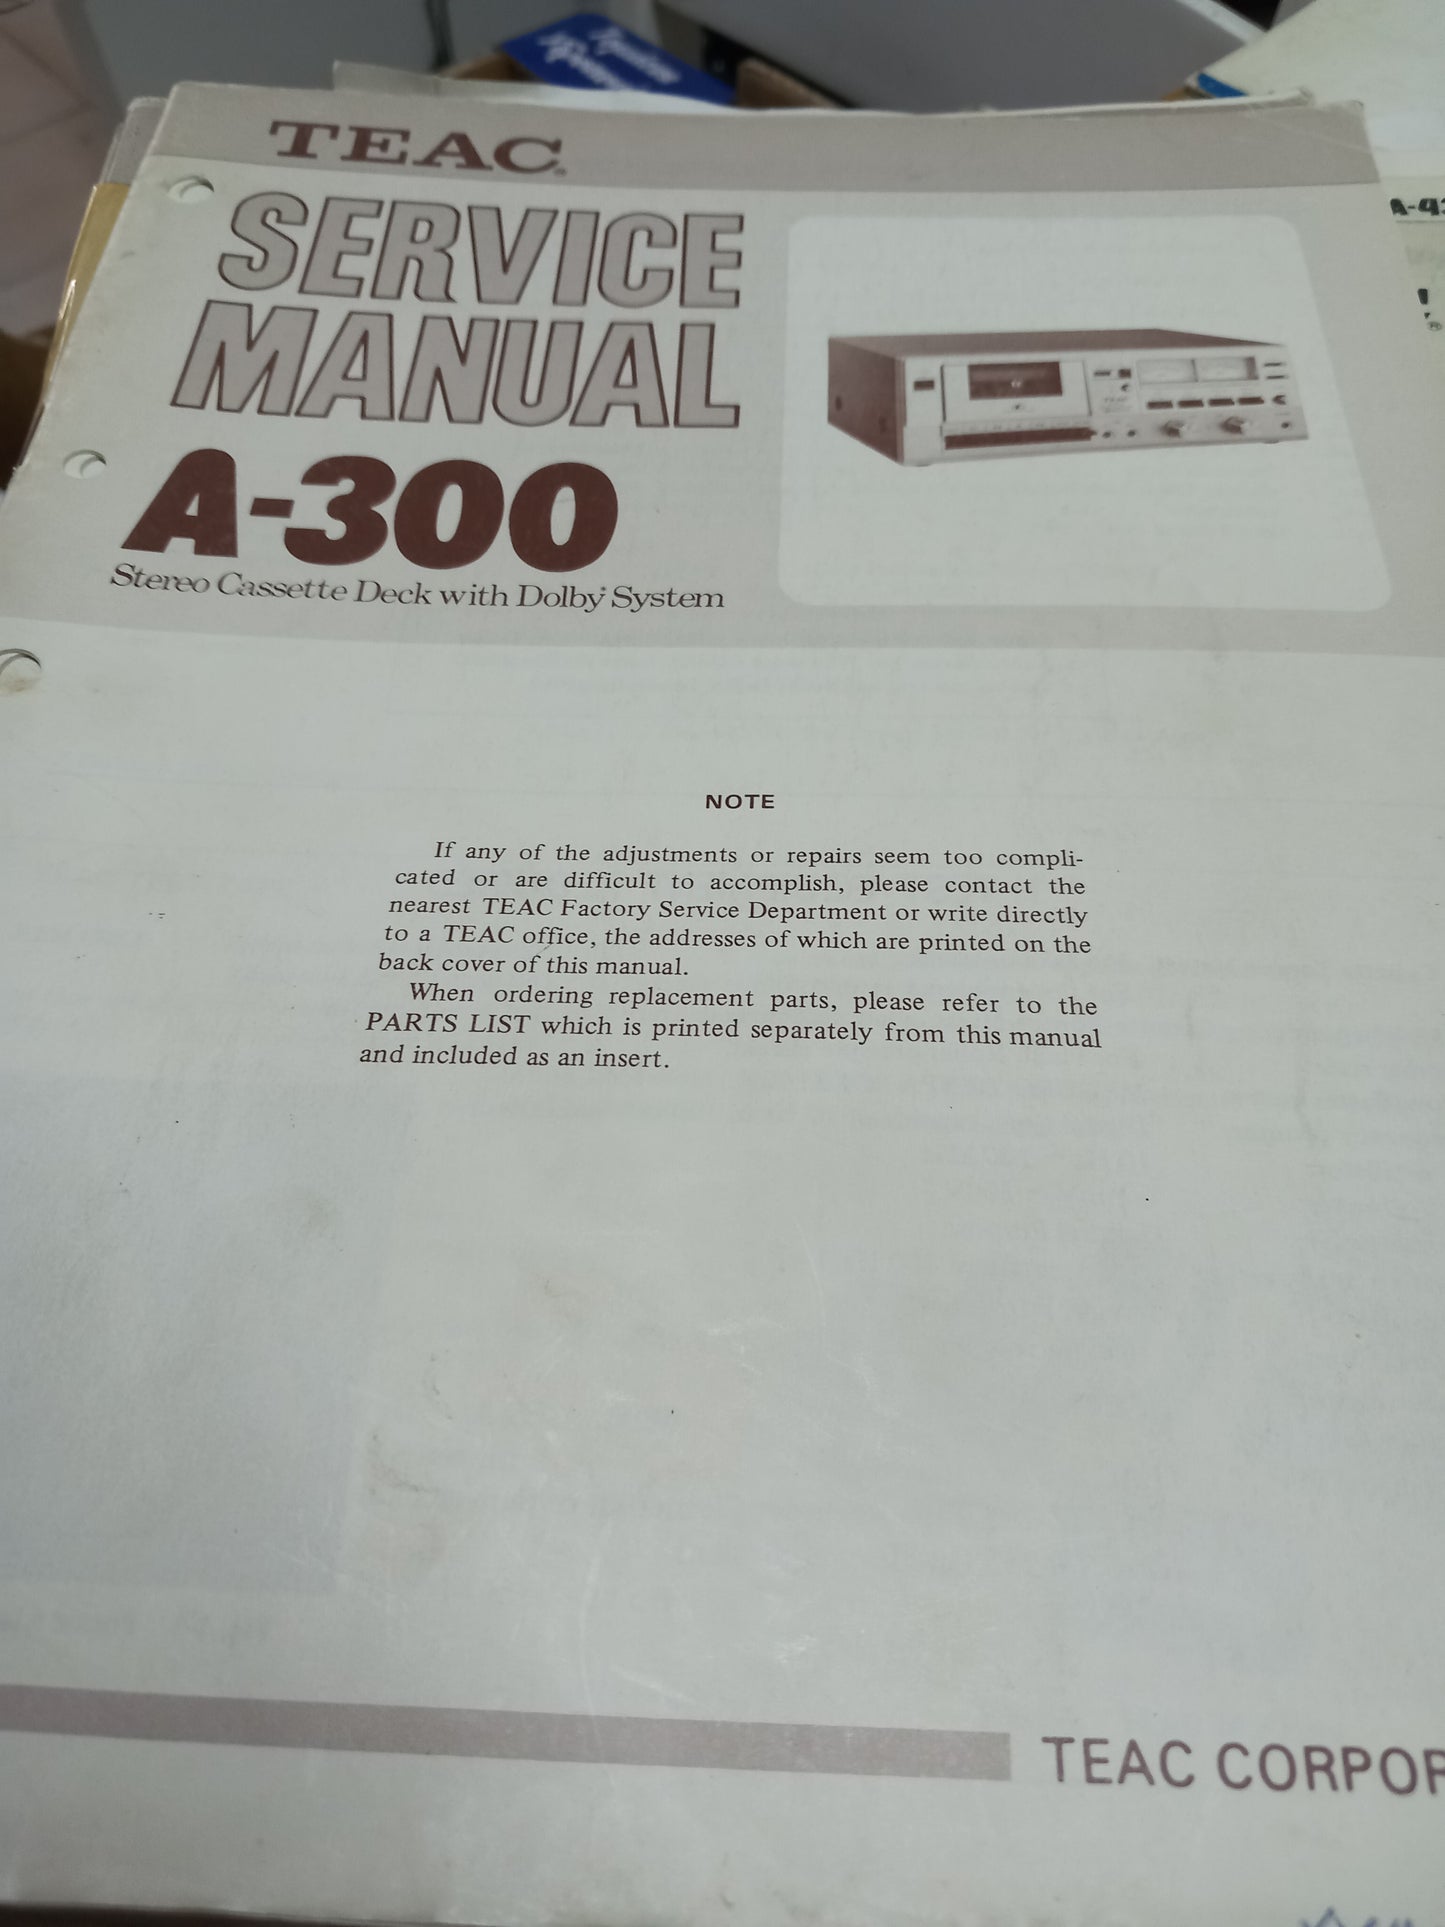 TEAC®
SERVICE
MANUAL
A-300
Stereo Cassette Deck with Dolby* System
NOTE
If any of the adjustments or repairs seem too compli-
cated or are difficult to accomplish, please contact the
nearest TEAC Factory Service Department or write directly
to a TEAC office, the addresses of which are printed on the
back cover of this manual.
When ordering replacement parts, please refer to the
PARTS LIST which is printed separately from this manual
and included as an insert.
TEAC CORPOR